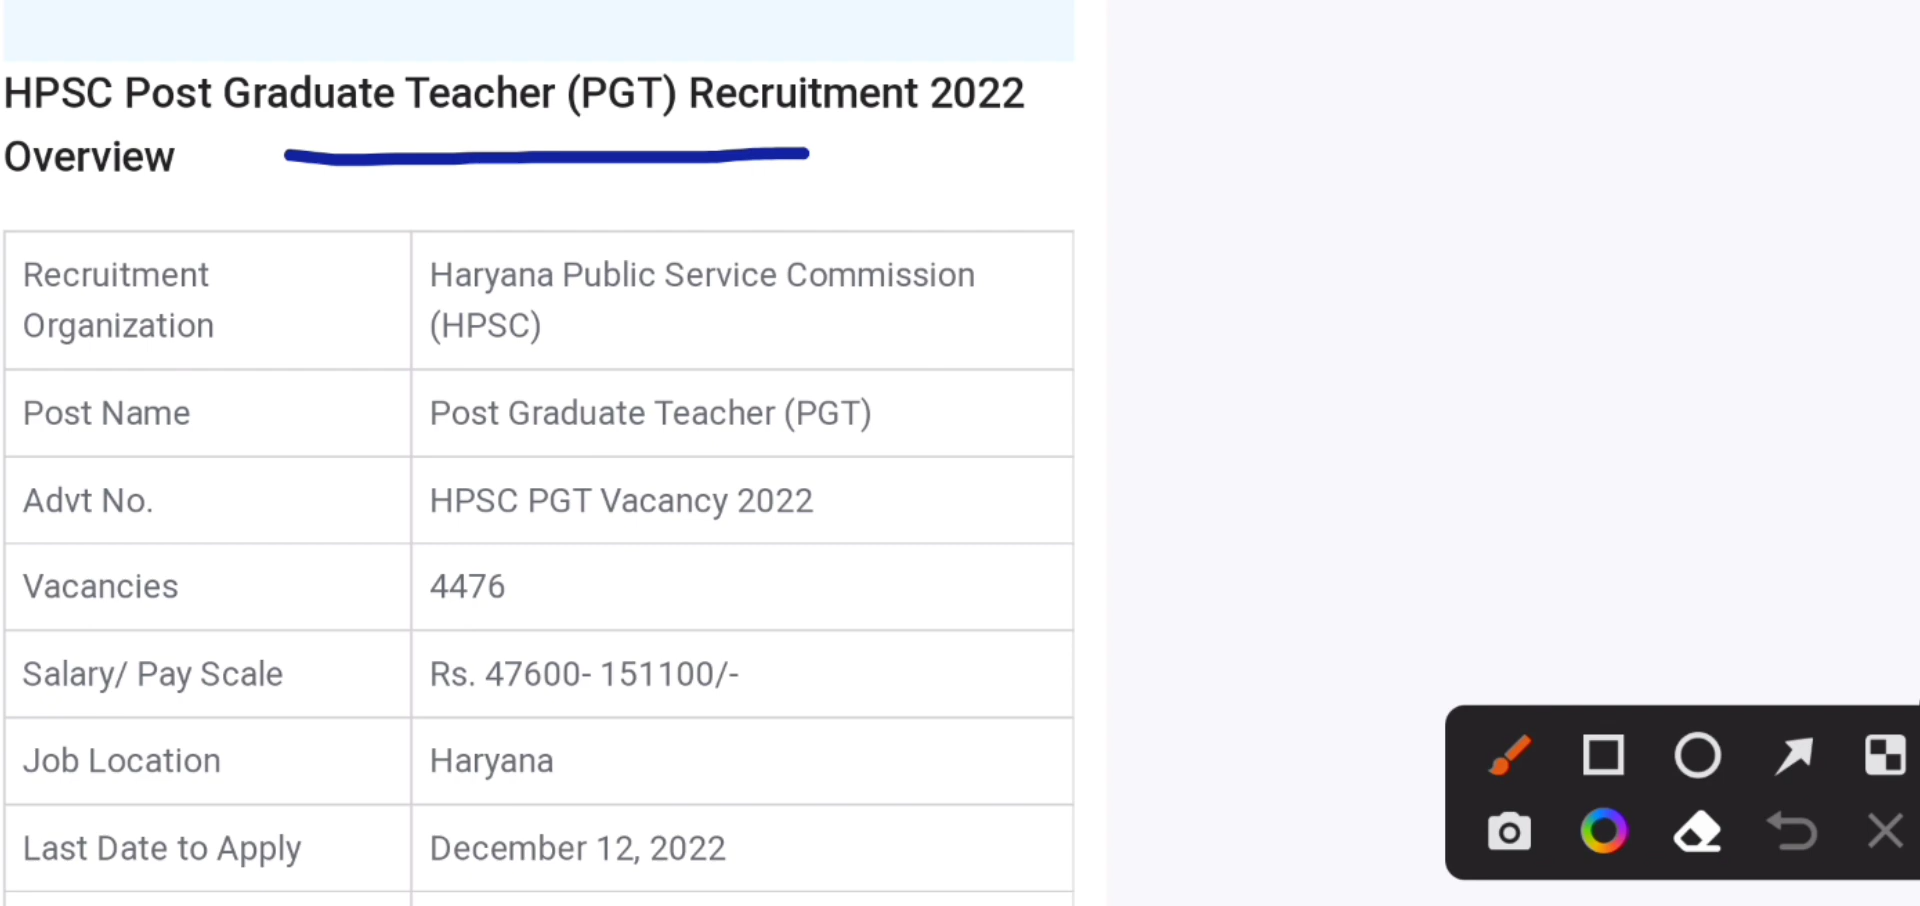 HPSC Post Graduate Teacher (PGT) Recruitment 2022
Overview
Recruitment
Organization
Haryana Public Service Commission
(HPSC)
Post Name
Post Graduate Teacher (PGT)
Advt No.
HPSC PGT Vacancy 2022
Vacancies
4476
Salary/ Pay Scale
Rs. 47600- 151100/-
Job Location
Haryana
Last Date to Apply
December 12, 2022